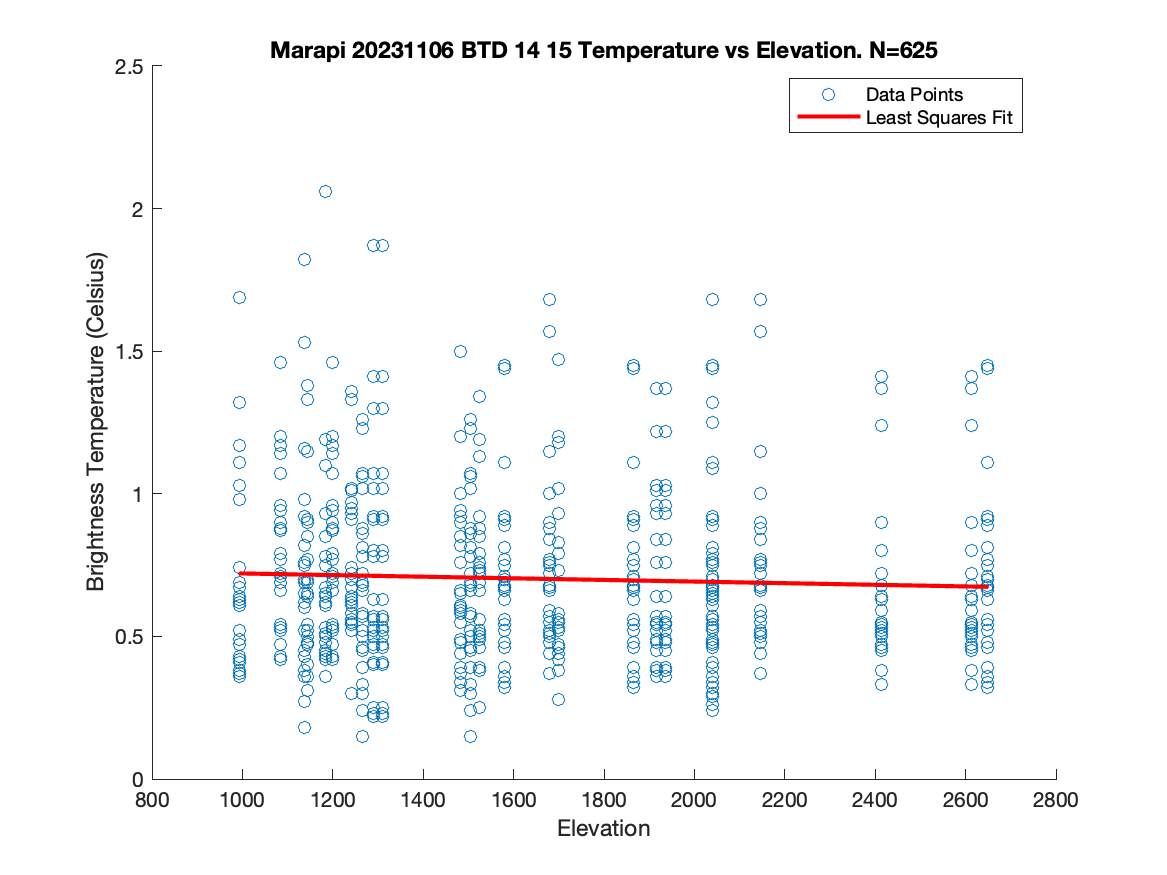 Marapi 20231106 BTD 14 15 Temperature vs Elevation. N=625
Data Points
Least Squares Fit
Brightness Temperature (Celsius)
2.5
2
1.5
1
0.5
0
800 1000 1200 1400 1600 1800 2000 2200 2400 2600 2800
Elevation